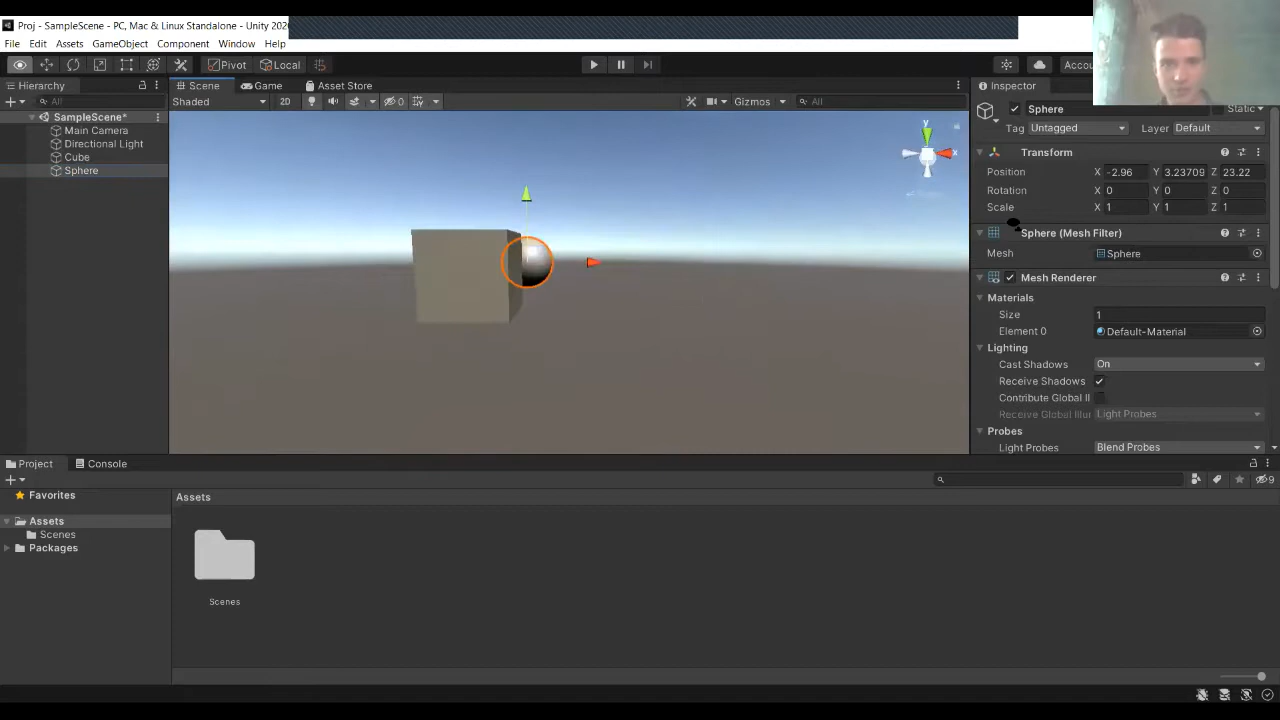 Proj - SampleScene - PC, Mac & Linux Standalone - Unity 202
File Edit Assets GameObject Component Window Help
Pivot Local Accou
Hierarchy Scene Game Asset Store Inspector
All Shaded 2D 0 Gizmos All Sphere Static
SampleScene* Tag Untagged Layer Default
Main Camera
Directional Light
Cube
Sphere
y
x
Transform
Position X -2.96 Y 3.23709 Z 23.22
Rotation X 0 Y 0 Z 0
Scale X 1 Y 1 Z 1
Sphere (Mesh Filter)
Mesh Sphere
Mesh Renderer
Materials
Size 1
Element 0 Default-Material
Lighting
Cast Shadows On
Receive Shadows
Contribute Global Il
Receive Global Illur Light Probes
Probes
Light Probes Blend Probes
Project Console
9
Favorites
Assets
Scenes
Packages
Assets
Scenes